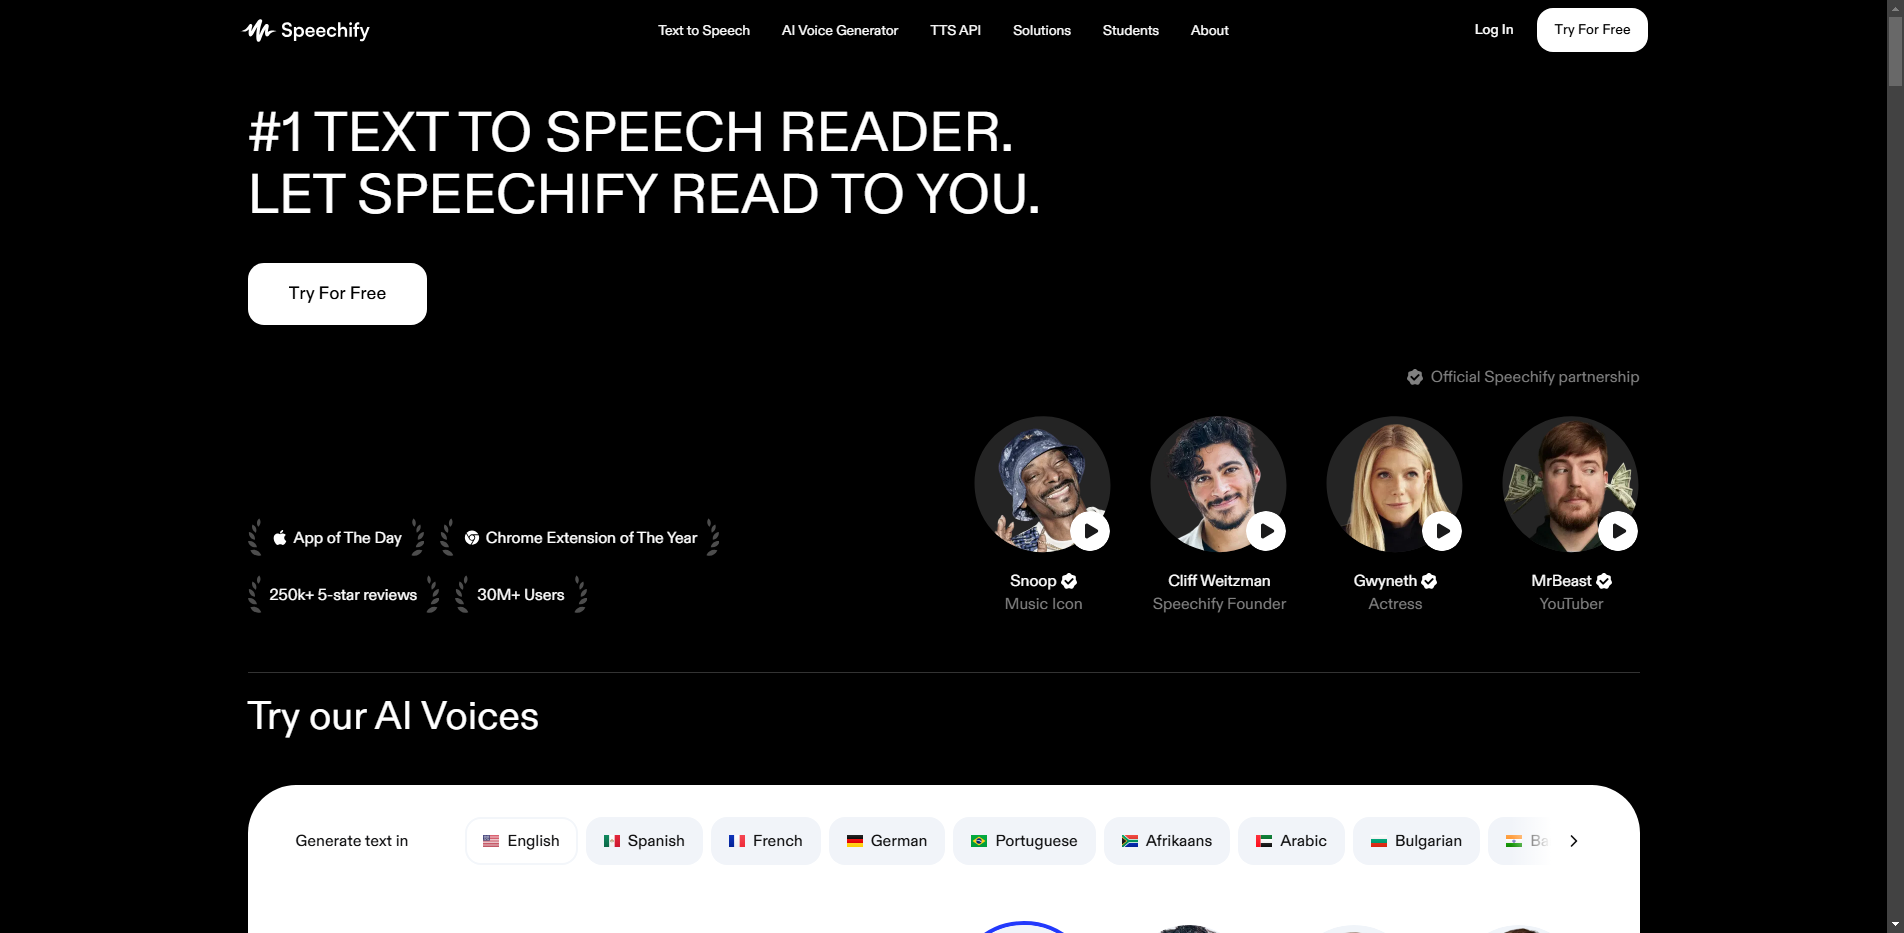 Speechify
Text to Speech
AI Voice Generator
TTS API
Solutions
Students
About
Log In
Try For Free
#1 TEXT TO SPEECH READER.
LET SPEECHIFY READ TO YOU.
Try For Free
Official Speechify partnership
App of The Day
Chrome Extension of The Year
250k+ 5-star reviews
30M+ Users
Snoop
Music Icon
Cliff Weitzman
Speechify Founder
Gwyneth
Actress
MrBeast
YouTuber
Try our AI Voices
Generate text in
English
Spanish
French
German
Portuguese
Afrikaans
Arabic
Bulgarian